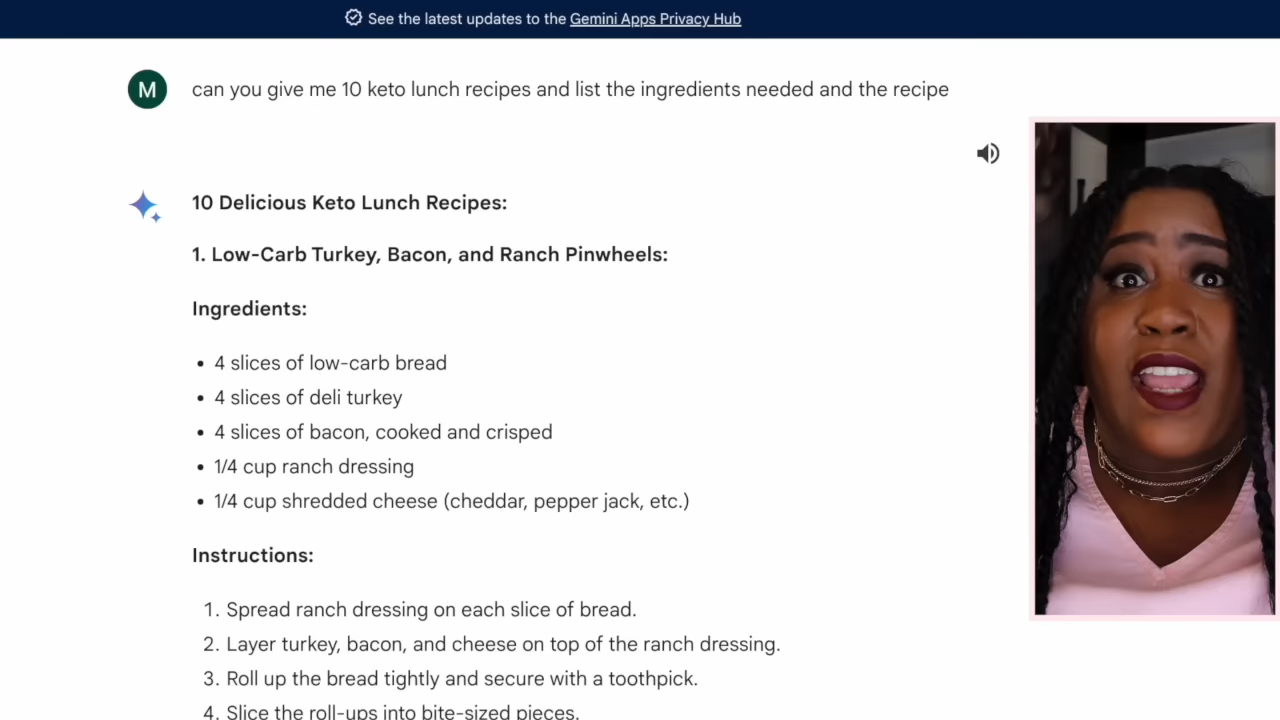 See the latest updates to the Gemini Apps Privacy Hub
M
can you give me 10 keto lunch recipes and list the ingredients needed and the recipe
10 Delicious Keto Lunch Recipes:
1. Low-Carb Turkey, Bacon, and Ranch Pinwheels:
Ingredients:
• 4 slices of low-carb bread
• 4 slices of deli turkey
• 4 slices of bacon, cooked and crisped
• 1/4 cup ranch dressing
• 1/4 cup shredded cheese (cheddar, pepper jack, etc.)
Instructions:
1. Spread ranch dressing on each slice of bread.
2. Layer turkey, bacon, and cheese on top of the ranch dressing.
3. Roll up the bread tightly and secure with a toothpick.
4. Slice the roll-ups into bite-sized pieces.